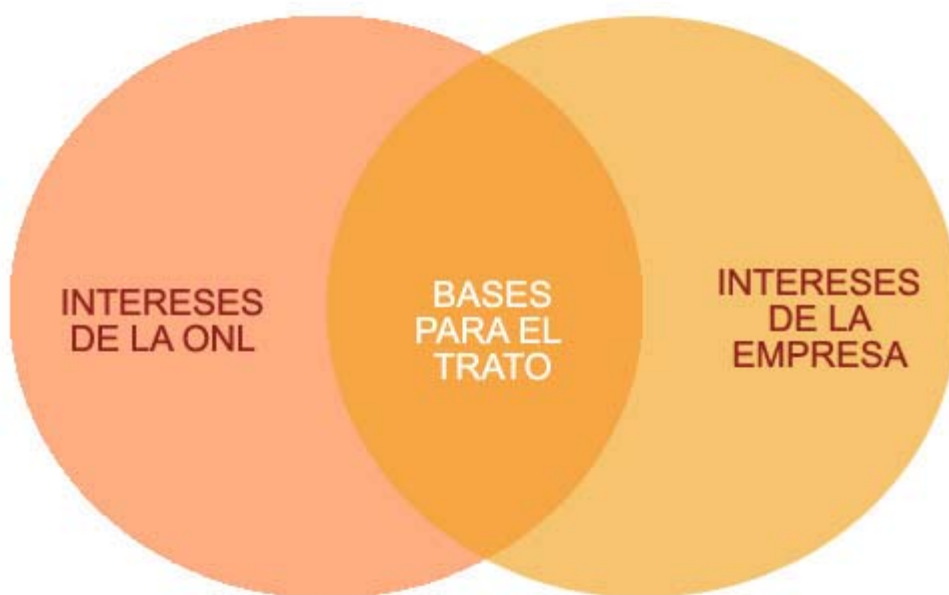 INTERESES
DE LA ONL
BASES
PARA EL
TRATO
INTERESES
DE LA
EMPRESA